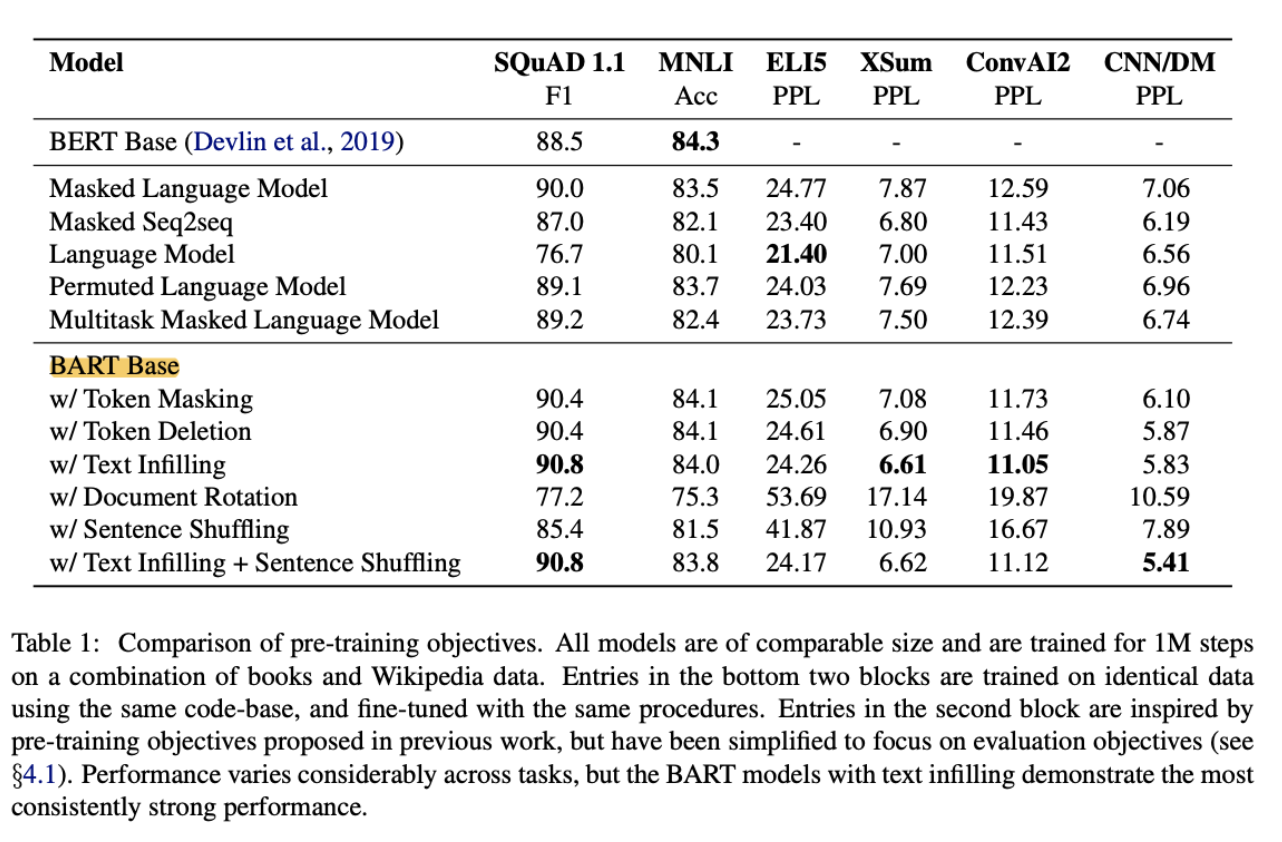 Model SQuAD 1.1 MNLI ELI5 XSum ConvAI2 CNN/DM
F1 Acc PPL PPL PPL PPL
BERT Base (Devlin et al., 2019) 88.5 84.3 - - - -
Masked Language Model 90.0 83.5 24.77 7.87 12.59 7.06
Masked Seq2seq 87.0 82.1 23.40 6.80 11.43 6.19
Language Model 76.7 80.1 21.40 7.00 11.51 6.56
Permuted Language Model 89.1 83.7 24.03 7.69 12.23 6.96
Multitask Masked Language Model 89.2 82.4 23.73 7.50 12.39 6.74
BART Base
w/ Token Masking 90.4 84.1 25.05 7.08 11.73 6.10
w/ Token Deletion 90.4 84.1 24.61 6.90 11.46 5.87
w/ Text Infilling 90.8 84.0 24.26 6.61 11.05 5.83
w/ Document Rotation 77.2 75.3 53.69 17.14 19.87 10.59
w/ Sentence Shuffling 85.4 81.5 41.87 10.93 16.67 7.89
w/ Text Infilling + Sentence Shuffling 90.8 83.8 24.17 6.62 11.12 5.41
Table 1: Comparison of pre-training objectives. All models are of comparable size and are trained for 1M steps
on a combination of books and Wikipedia data. Entries in the bottom two blocks are trained on identical data
using the same code-base, and fine-tuned with the same procedures. Entries in the second block are inspired by
pre-training objectives proposed in previous work, but have been simplified to focus on evaluation objectives (see
§4.1). Performance varies considerably across tasks, but the BART models with text infilling demonstrate the most
consistently strong performance.